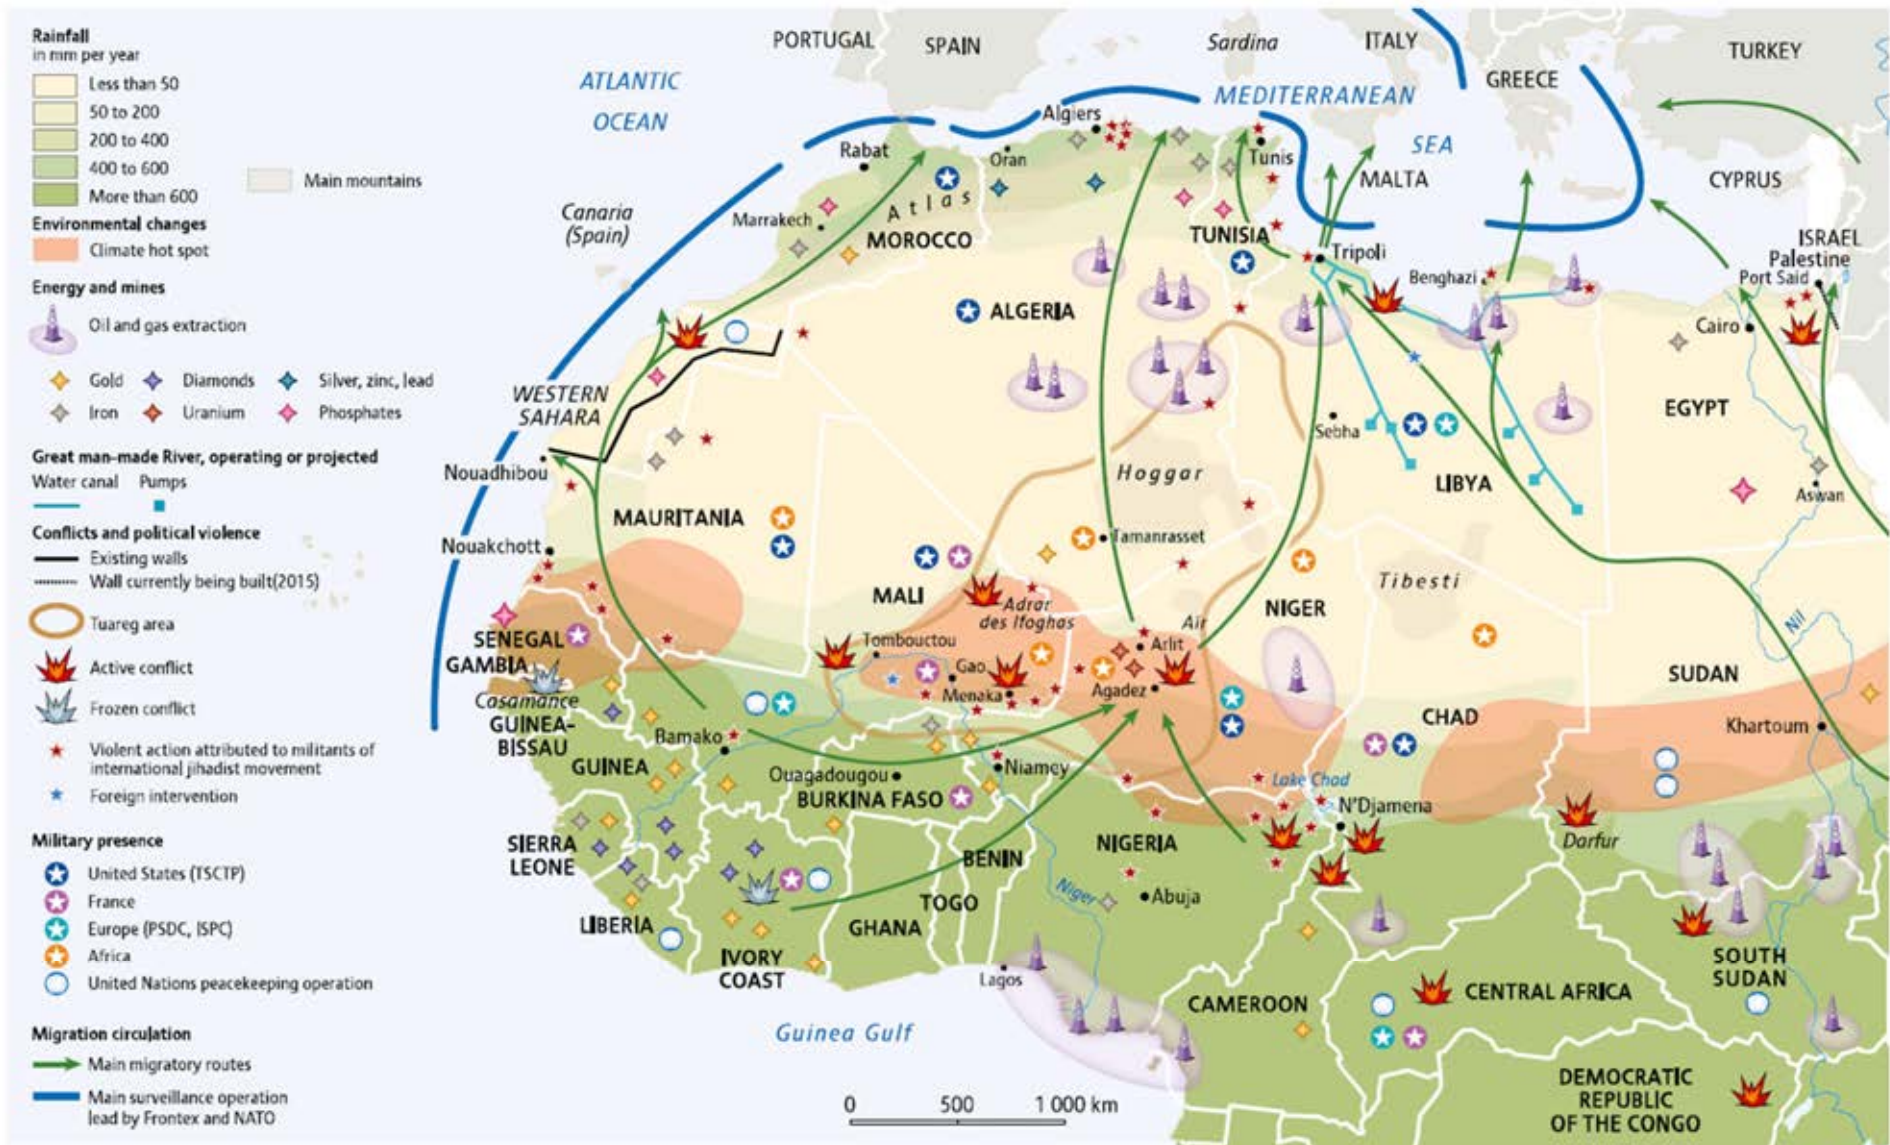 Rainfall
in mm per year
Less than 50
50 to 200
200 to 400
400 to 600
More than 600
Main mountains
Environmental changes
Climate hot spot
Energy and mines
Oil and gas extraction
Gold
Diamonds
Silver, zinc, lead
Iron
Uranium
Phosphates
Great man-made River, operating or projected
Water canal
Pumps
Conflicts and political violence
Existing walls
Wall currently being built(2015)
Tuareg area
Active conflict
Frozen conflict
Violent action attributed to militants of
international jihadist movement
Foreign intervention
Military presence
United States (TSCTP)
France
Europe (PSDC, ISPC)
Africa
United Nations peacekeeping operation
Migration circulation
Main migratory routes
Main surveillance operation
lead by Frontex and NATO
PORTUGAL
SPAIN
Sardina
ITALY
GREECE
TURKEY
ATLANTIC
OCEAN
MEDITERRANEAN
SEA
Algiers
Oran
Rabat
Tunis
MALTA
CYPRUS
Canaria
(Spain)
Marrakech
Atlas
MOROCCO
TUNISIA
Tripoli
Benghazi
ISRAEL
Palestine
Port Said
Cairo
ALGERIA
WESTERN
SAHARA
Nouadhibou
Sebha
EGYPT
Hoggar
LIBYA
Aswan
MAURITANIA
Nouakchott
Tamanrasset
Tibesti
MALI
Adrar
des Ifoghas
NIGER
Air
Arlit
Nil
SENEGAL
GAMBIA
Tombouctou
Gao
Menaka
Agadez
SUDAN
Casamance
GUINEA-
BISSAU
CHAD
Khartoum
Bamako
GUINEA
Ouagadougou
BURKINA FASO
Niamey
Lake Chad
N'Djamena
Darfur
SIERRA
LEONE
BENIN
NIGERIA
Niger
Abuja
LIBERIA
TOGO
GHANA
IVORY
COAST
Lagos
CAMEROON
CENTRAL AFRICA
SOUTH
SUDAN
Guinea Gulf
DEMOCRATIC
REPUBLIC
OF THE CONGO
0 500 1 000 km